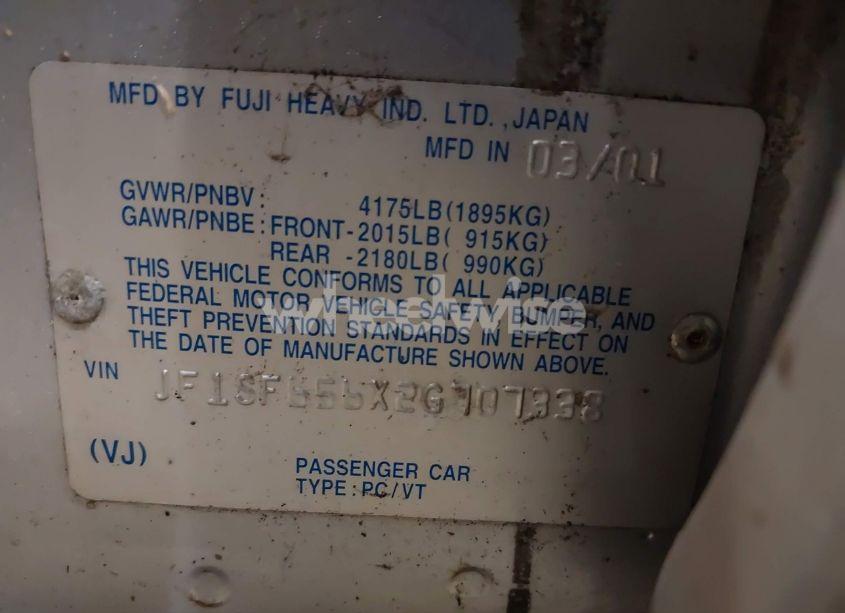 MFD BY FUJI HEAVY IND. LTD., JAPAN
MFD IN 03/01
GVWR/PNBV: 4175LB(1895KG)
GAWR/PNBE: FRONT-2015LB( 915KG)
REAR -2180LB( 990KG)
THIS VEHICLE CONFORMS TO ALL APPLICABLE
FEDERAL MOTOR VEHICLE SAFETY, BUMPER, AND
THEFT PREVENTION STANDARDS IN EFFECT ON
THE DATE OF MANUFACTURE SHOWN ABOVE.
wheelwise
VIN JF1SF656X2G707338
(VJ)
PASSENGER CAR
TYPE:PC/VT